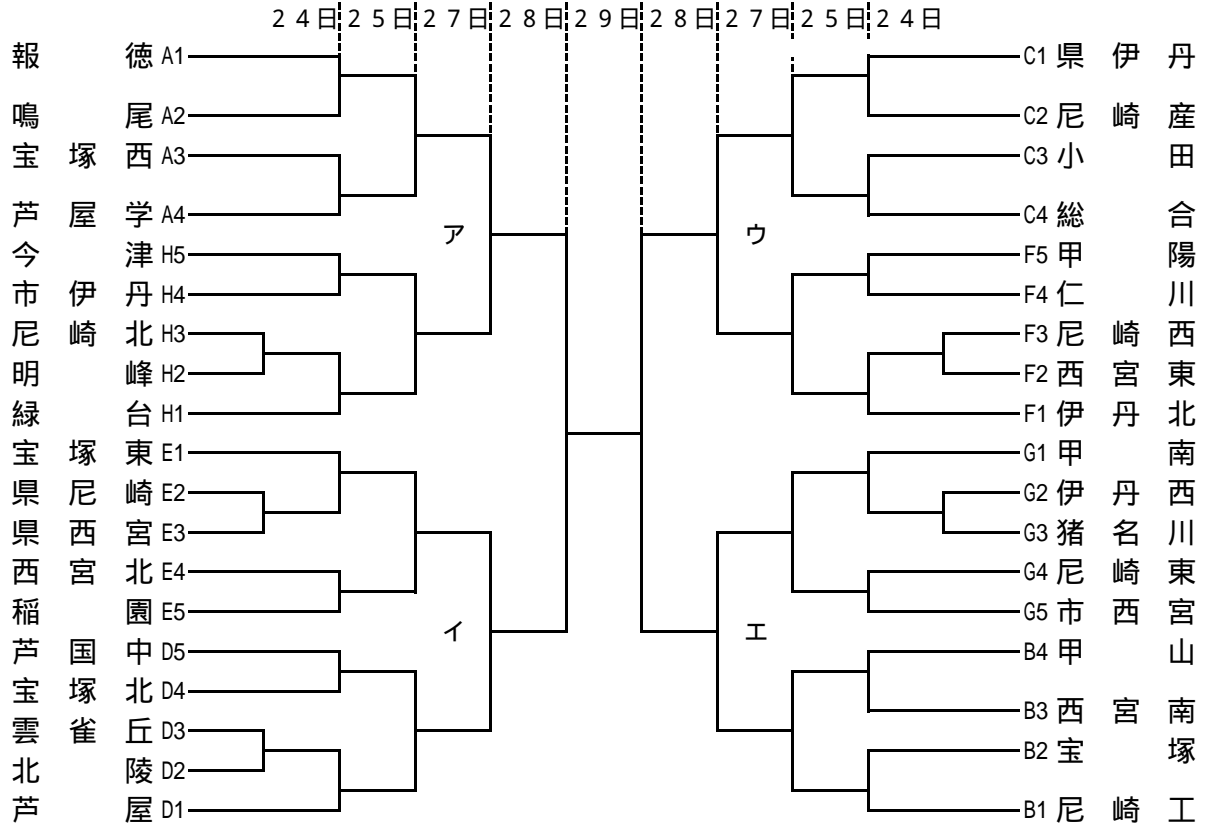 24日 25日 27日 28日 29日 28日 27日 25日 24日
報徳 A1
鳴尾 A2
宝塚西 A3
芦屋学 A4
今津 H5
市伊丹 H4
尼崎北 H3
明峰 H2
緑台 H1
宝塚東 E1
県尼崎 E2
県西宮 E3
西宮北 E4
稲園 E5
芦国中 D5
宝塚北 D4
雲雀丘 D3
北陵 D2
芦屋 D1
ア
イ
ウ
エ
C1 県伊丹
C2 尼崎産
C3 小田
C4 総合
F5 甲陽
F4 仁川
F3 尼崎西
F2 西宮東
F1 伊丹北
G1 甲南
G2 伊丹西
G3 猪名川
G4 尼崎東
G5 市西宮
B4 甲山
B3 西宮南
B2 宝塚
B1 尼崎工